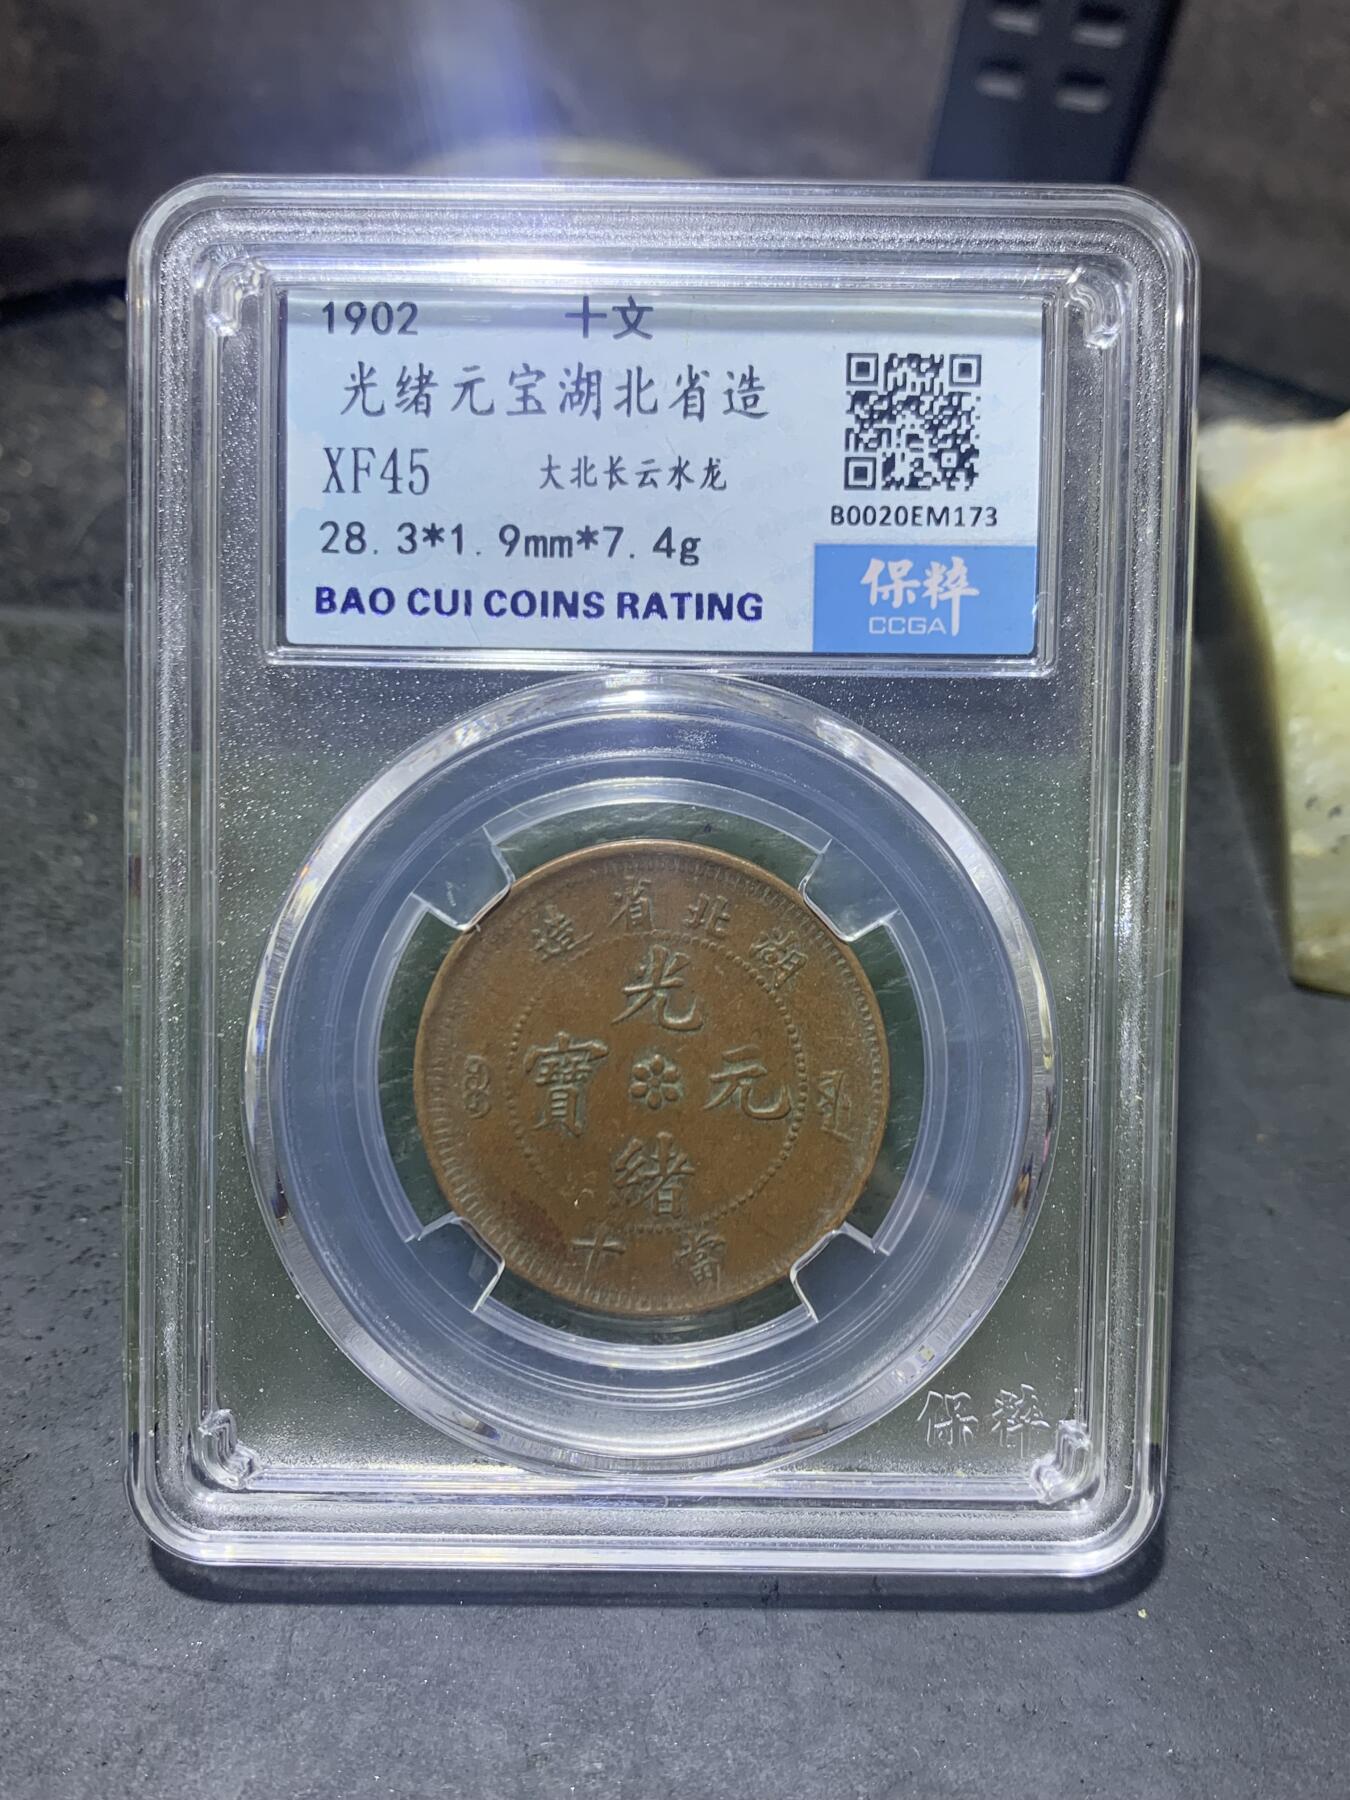 1902 十文
光绪元宝湖北省造
XF45 大北长云水龙
B0020EM173
28.3*1.9mm*7.4g
BAO CUI COINS RATING
保粹
CCGA
造省北湖
光
寶元
緒
十當
保粹